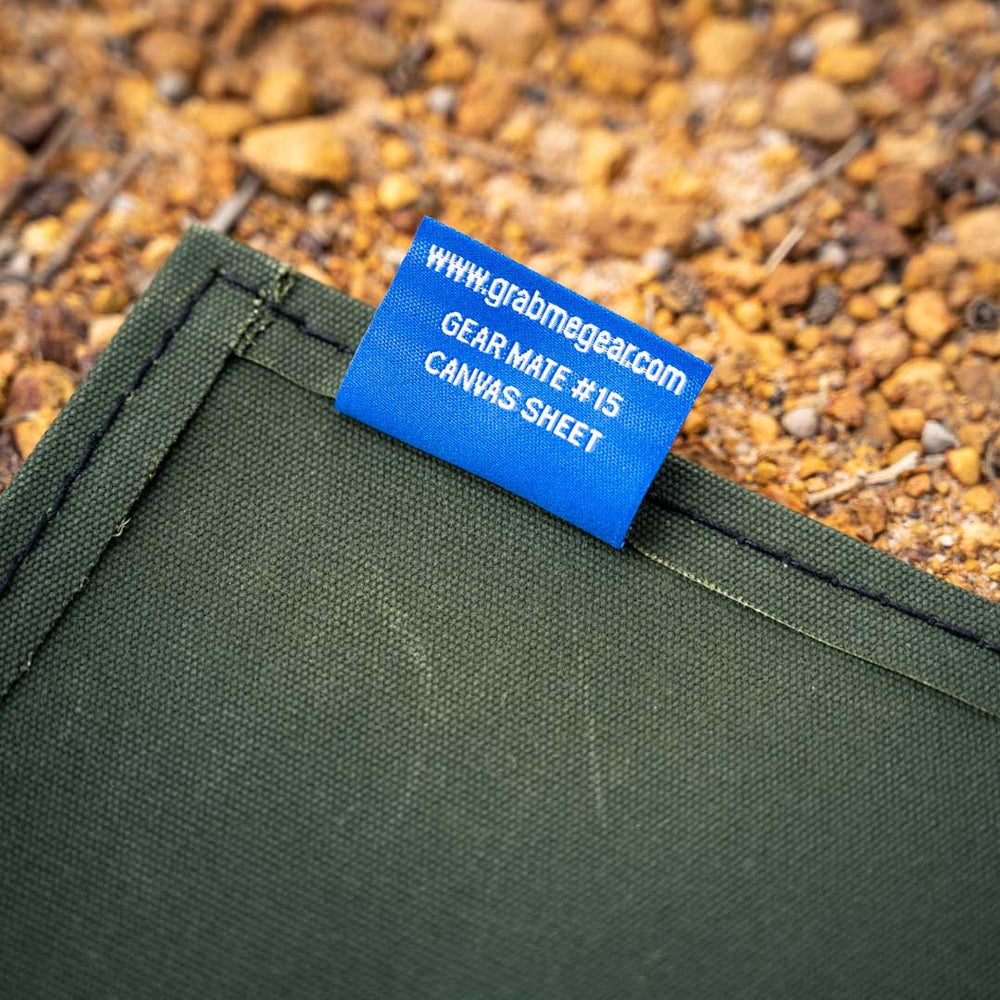 www.grabmegear.com
GEAR MATE #15
CANVAS SHEET